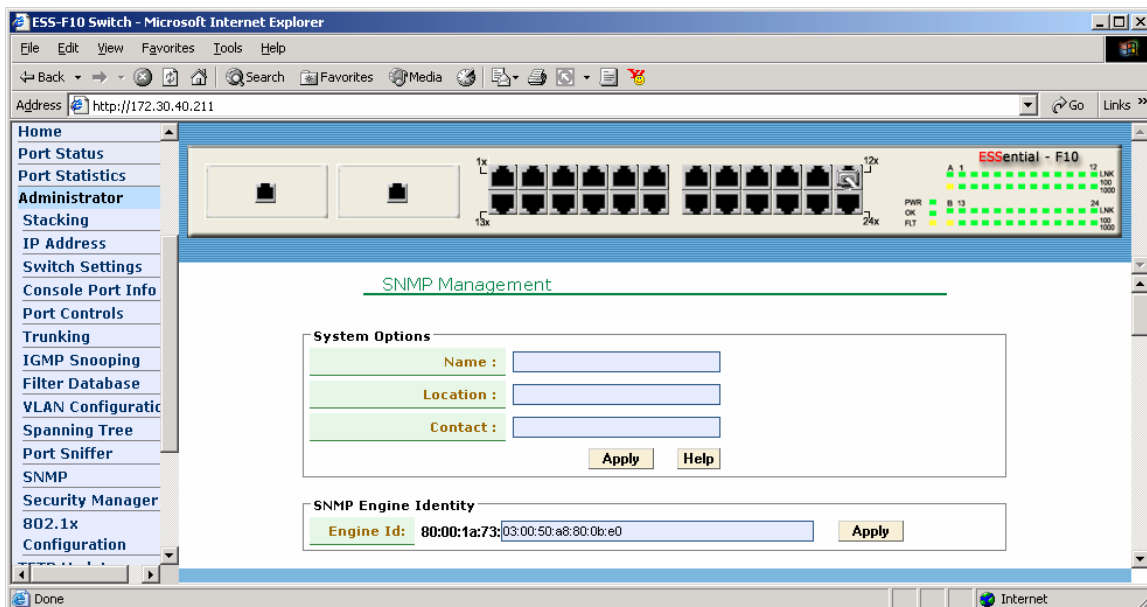 ESS-F10 Switch - Microsoft Internet Explorer
File Edit View Favorites Tools Help
Back Search Favorites Media
Address http://172.30.40.211 Go Links »
Home
Port Status
Port Statistics
Administrator
Stacking
IP Address
Switch Settings
Console Port Info
Port Controls
Trunking
IGMP Snooping
Filter Database
VLAN Configuratio
Spanning Tree
Port Sniffer
SNMP
Security Manager
802.1x
Configuration
1x 12x
13x 24x
ESSential - F10
A 1 12
LNK
100
1000
PWR B 13 24
OK LNK
FLT 100
1000
SNMP Management
System Options
Name :
Location :
Contact :
Apply Help
SNMP Engine Identity
Engine Id: 80:00:1a:73: 03:00:50:a8:80:0b:e0 Apply
Done Internet